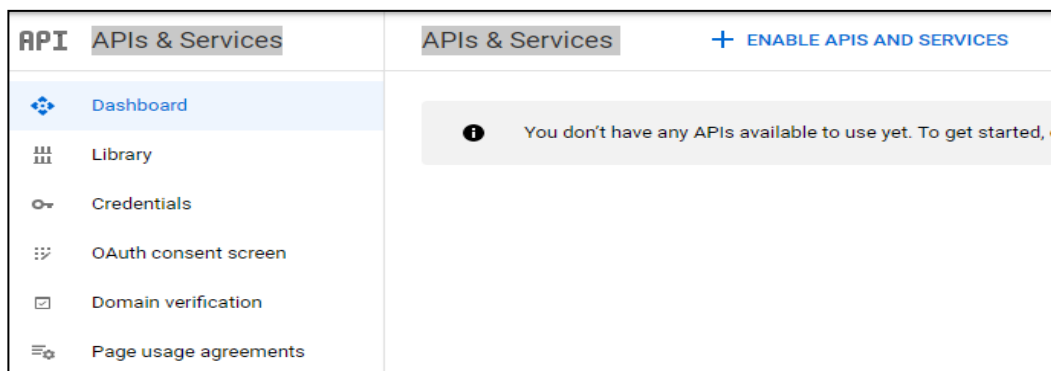 API APIs & Services
APIs & Services
+ ENABLE APIS AND SERVICES
Dashboard
Library
Credentials
OAuth consent screen
Domain verification
Page usage agreements
You don't have any APIs available to use yet. To get started,